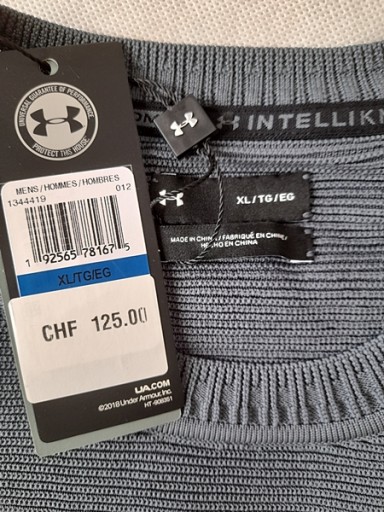 UNIVERSAL GUARANTEE OF PERFORMANCE
PROTECT THIS HOUSE
MENS / HOMMES / HOMBRES
1344419 012
1 92565 78167 5
XL/TG/EG
CHF 125.00
UA.COM
©2018 Under Armour, Inc.
INTELLIK
XL/TG/EG
MADE IN CHINA / FABRIQUÉ EN CHINE /
HECHO EN CHINA